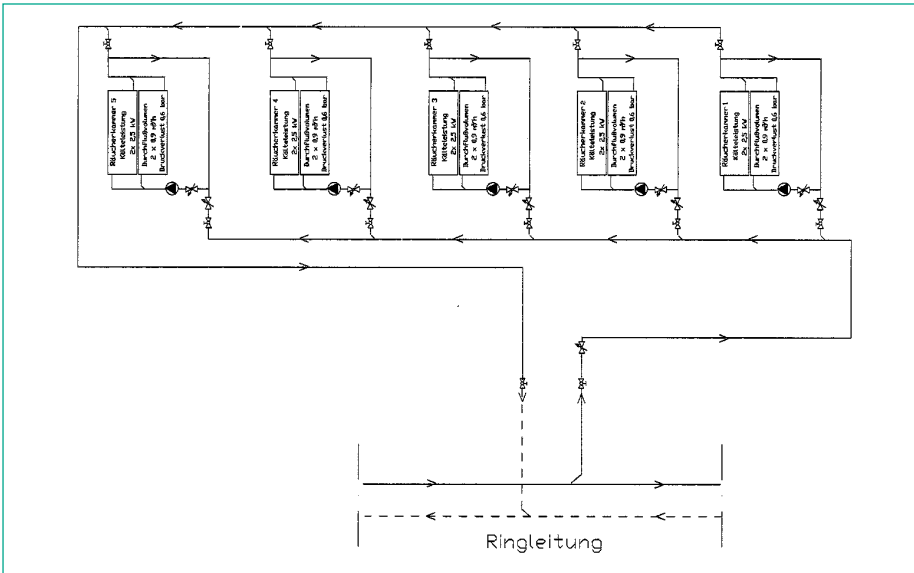 Räucherkammer 5
Kälteleistung
2x 2,5 kW
Durchflußvolumen
2 x 0,9 m³/h
Druckverlust 0,6 bar
Räucherkammer 4
Kälteleistung
2x 2,5 kW
Durchflußvolumen
2 x 0,9 m³/h
Druckverlust 0,6 bar
Räucherkammer 3
Kälteleistung
2x 2,5 kW
Durchflußvolumen
2 x 0,9 m³/h
Druckverlust 0,6 bar
Räucherkammer 2
Kälteleistung
2x 2,5 kW
Durchflußvolumen
2 x 0,9 m³/h
Druckverlust 0,6 bar
Räucherkammer 1
Kälteleistung
2x 2,5 kW
Durchflußvolumen
2 x 0,9 m³/h
Druckverlust 0,6 bar
Ringleitung